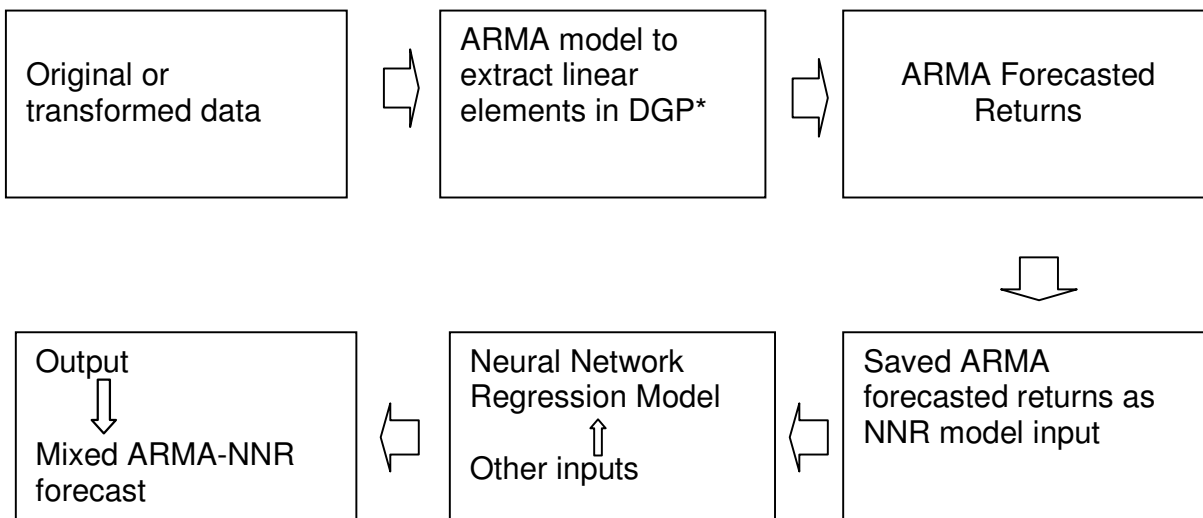 Original or
transformed data
ARMA model to
extract linear
elements in DGP*
ARMA Forecasted
Returns
Output
Mixed ARMA-NNR
forecast
Neural Network
Regression Model
Other inputs
Saved ARMA
forecasted returns as
NNR model input